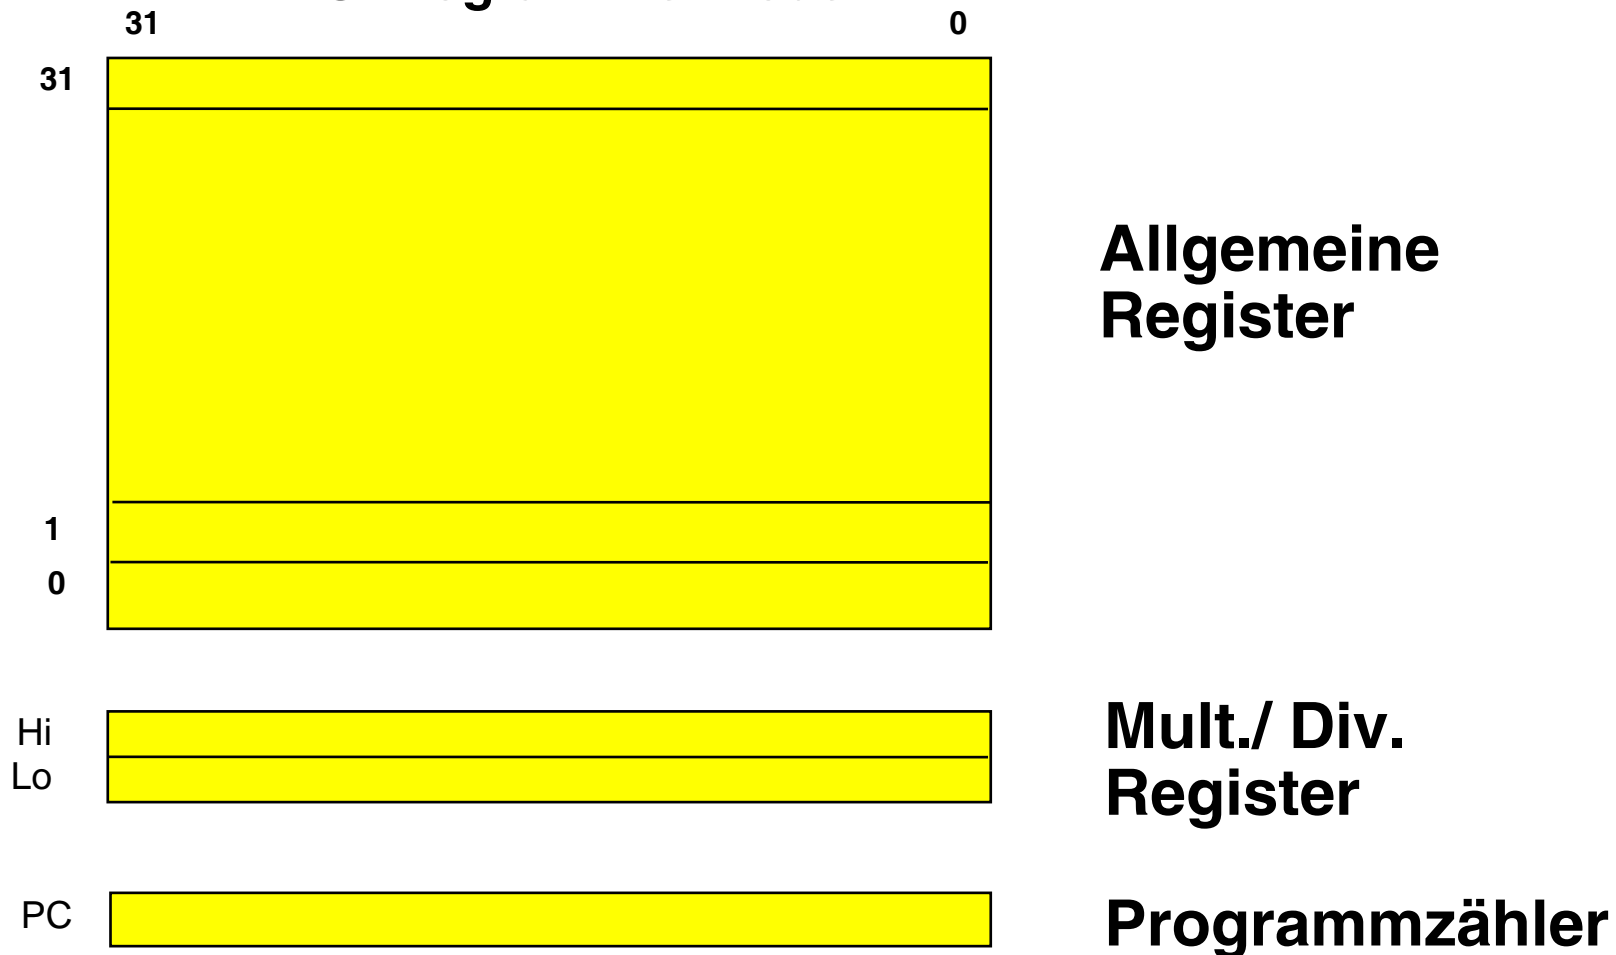 31 0
31
Allgemeine
Register
1
0
Hi
Lo
Mult./ Div.
Register
PC
Programmzähler